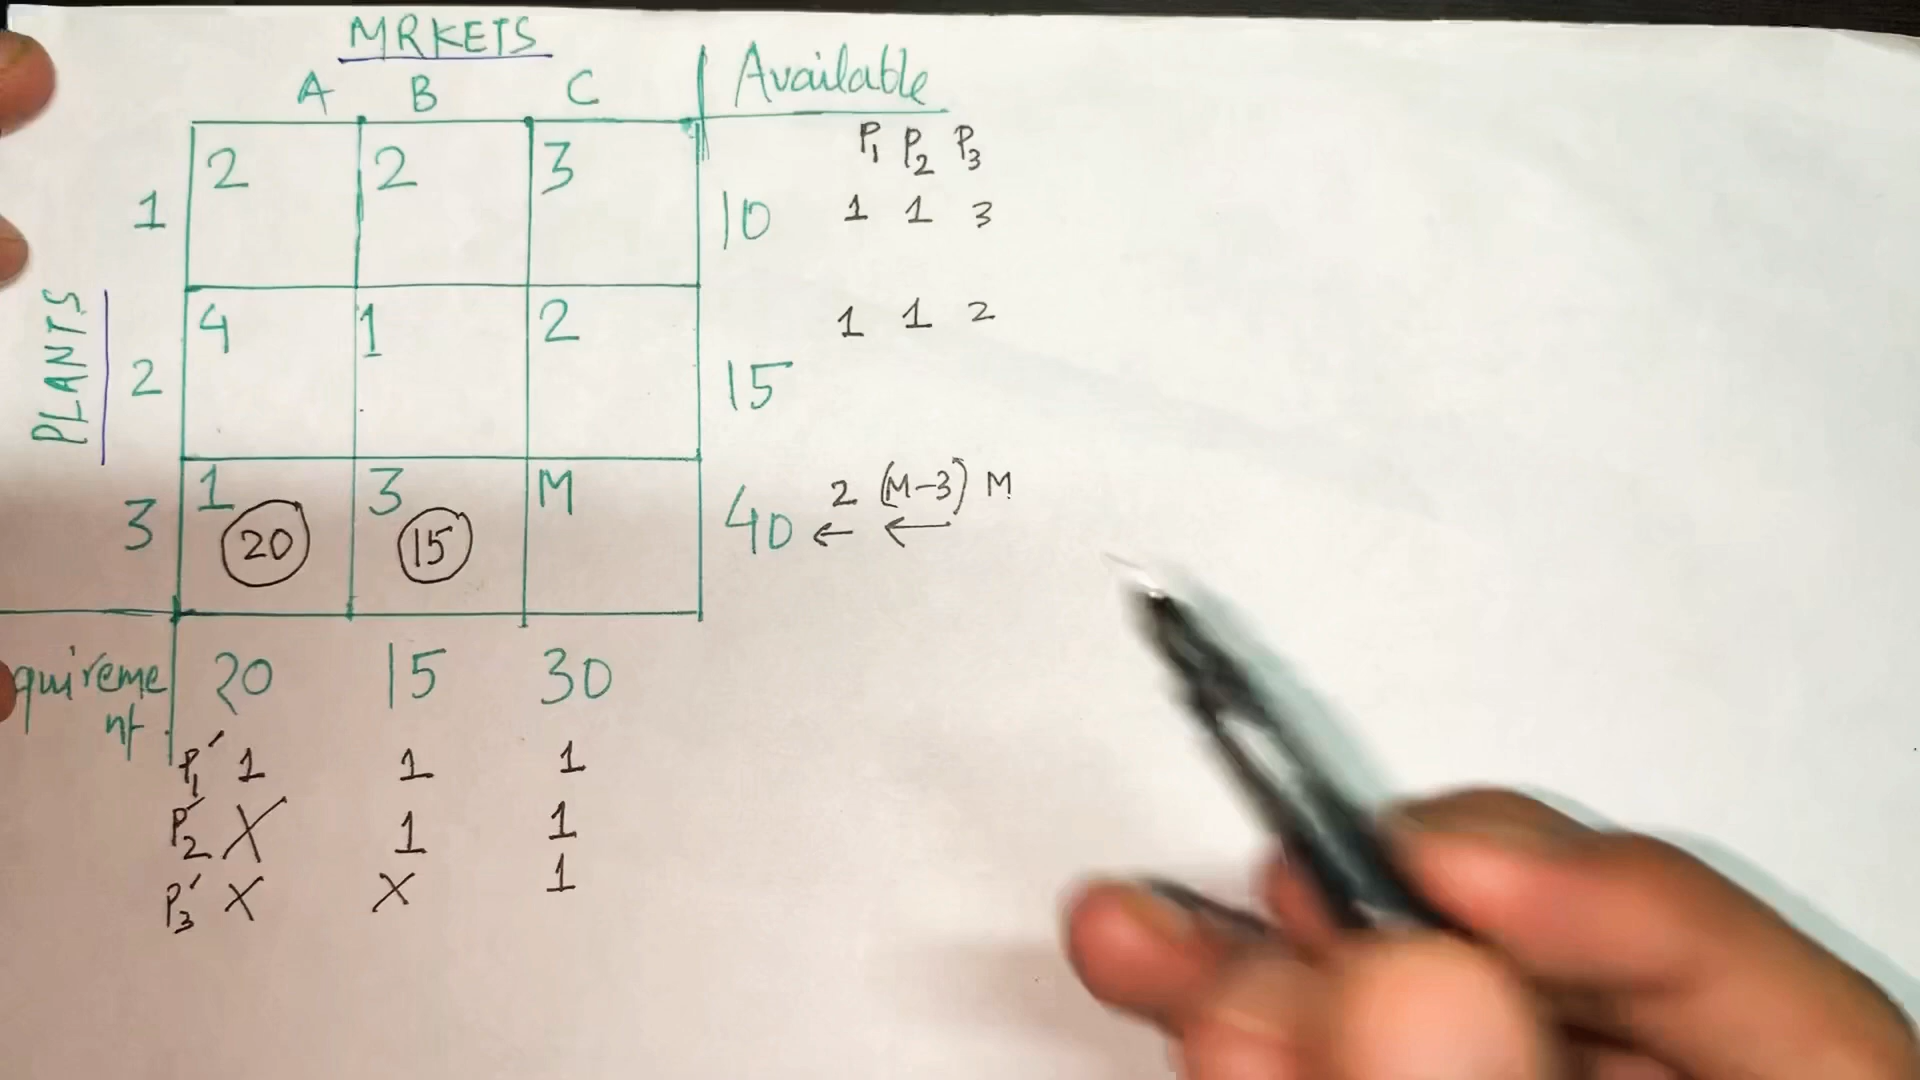 MRKETS
A B C Available
P1 P2 P3
2 2 3
1 10 1 1 3
4 1 2 1 1 2
PLANTS
2 15
1 3 M 2 (M-3) M
3 20 15 40 ← ←
quireme 20 15 30
nt.
P1′ 1 1 1
P2′ X 1 1
P3′ X X 1